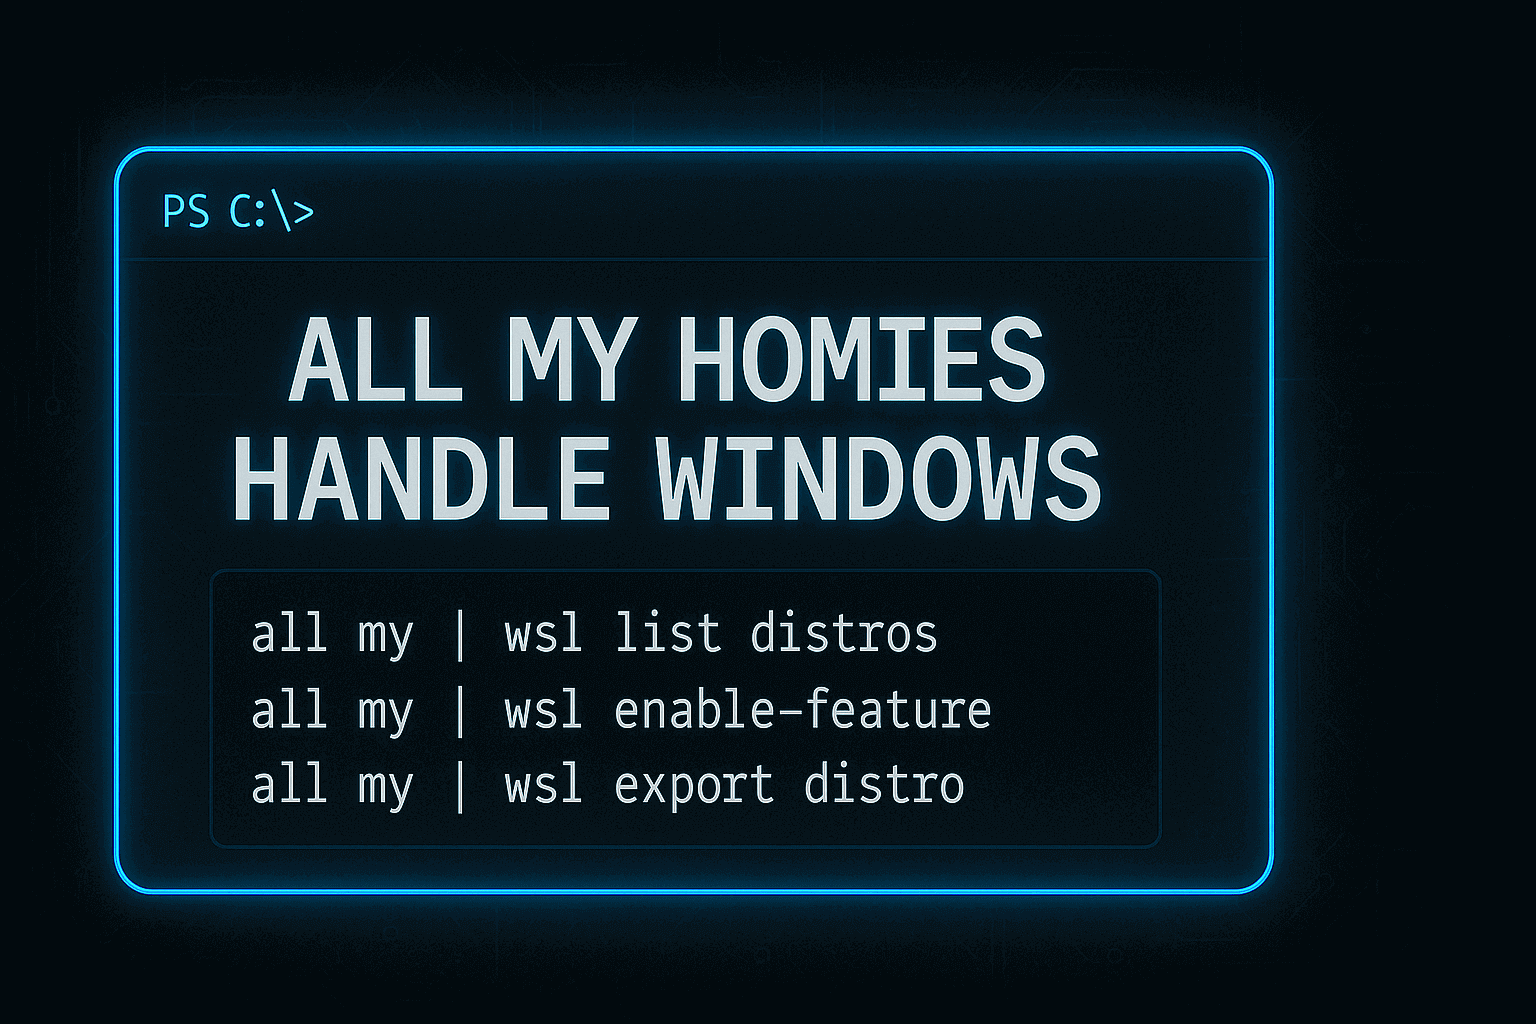 PS C:\>
ALL MY HOMIES
HANDLE WINDOWS
all my | wsl list distros
all my | wsl enable-feature
all my | wsl export distro